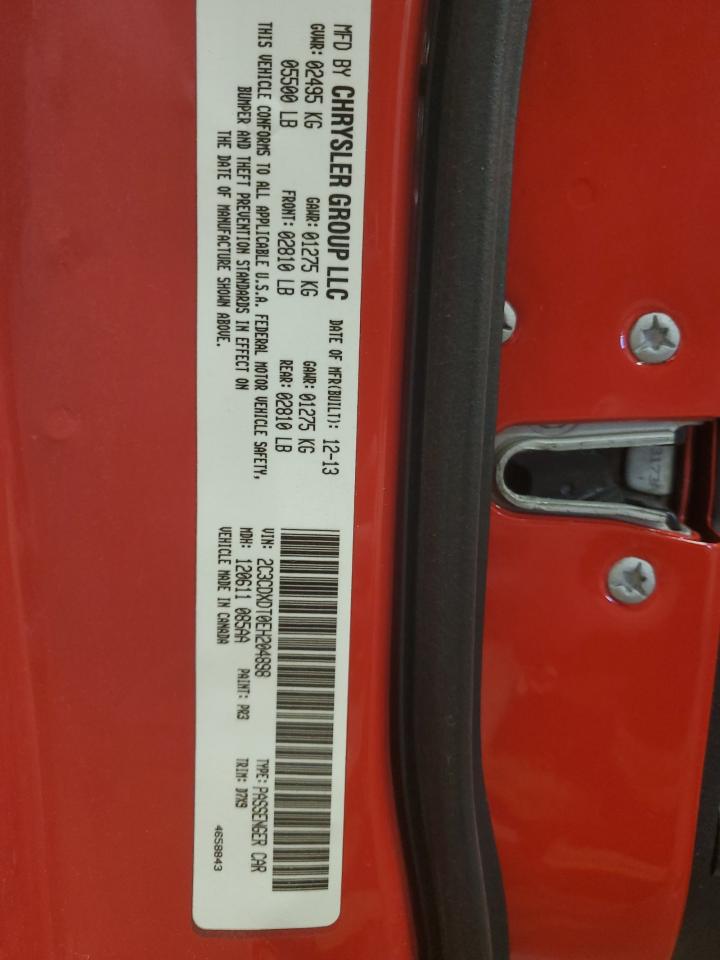 MFD BY CHRYSLER GROUP LLC DATE OF MFR(BUILT): 12-13
GVWR: 02495 KG GAWR: 01275 KG GAWR: 01275 KG
05500 LB FRONT: 02810 LB REAR: 02810 LB
THIS VEHICLE CONFORMS TO ALL APPLICABLE U.S.A. FEDERAL MOTOR VEHICLE SAFETY,
BUMPER AND THEFT PREVENTION STANDARDS IN EFFECT ON
THE DATE OF MANUFACTURE SHOWN ABOVE.
VIN: 2C3CDXDT0EH204898 TYPE: PASSENGER CAR
MDH: 120611 085AA PAINT: PR3 TRIM: D7X9
VEHICLE MADE IN CANADA
4658843